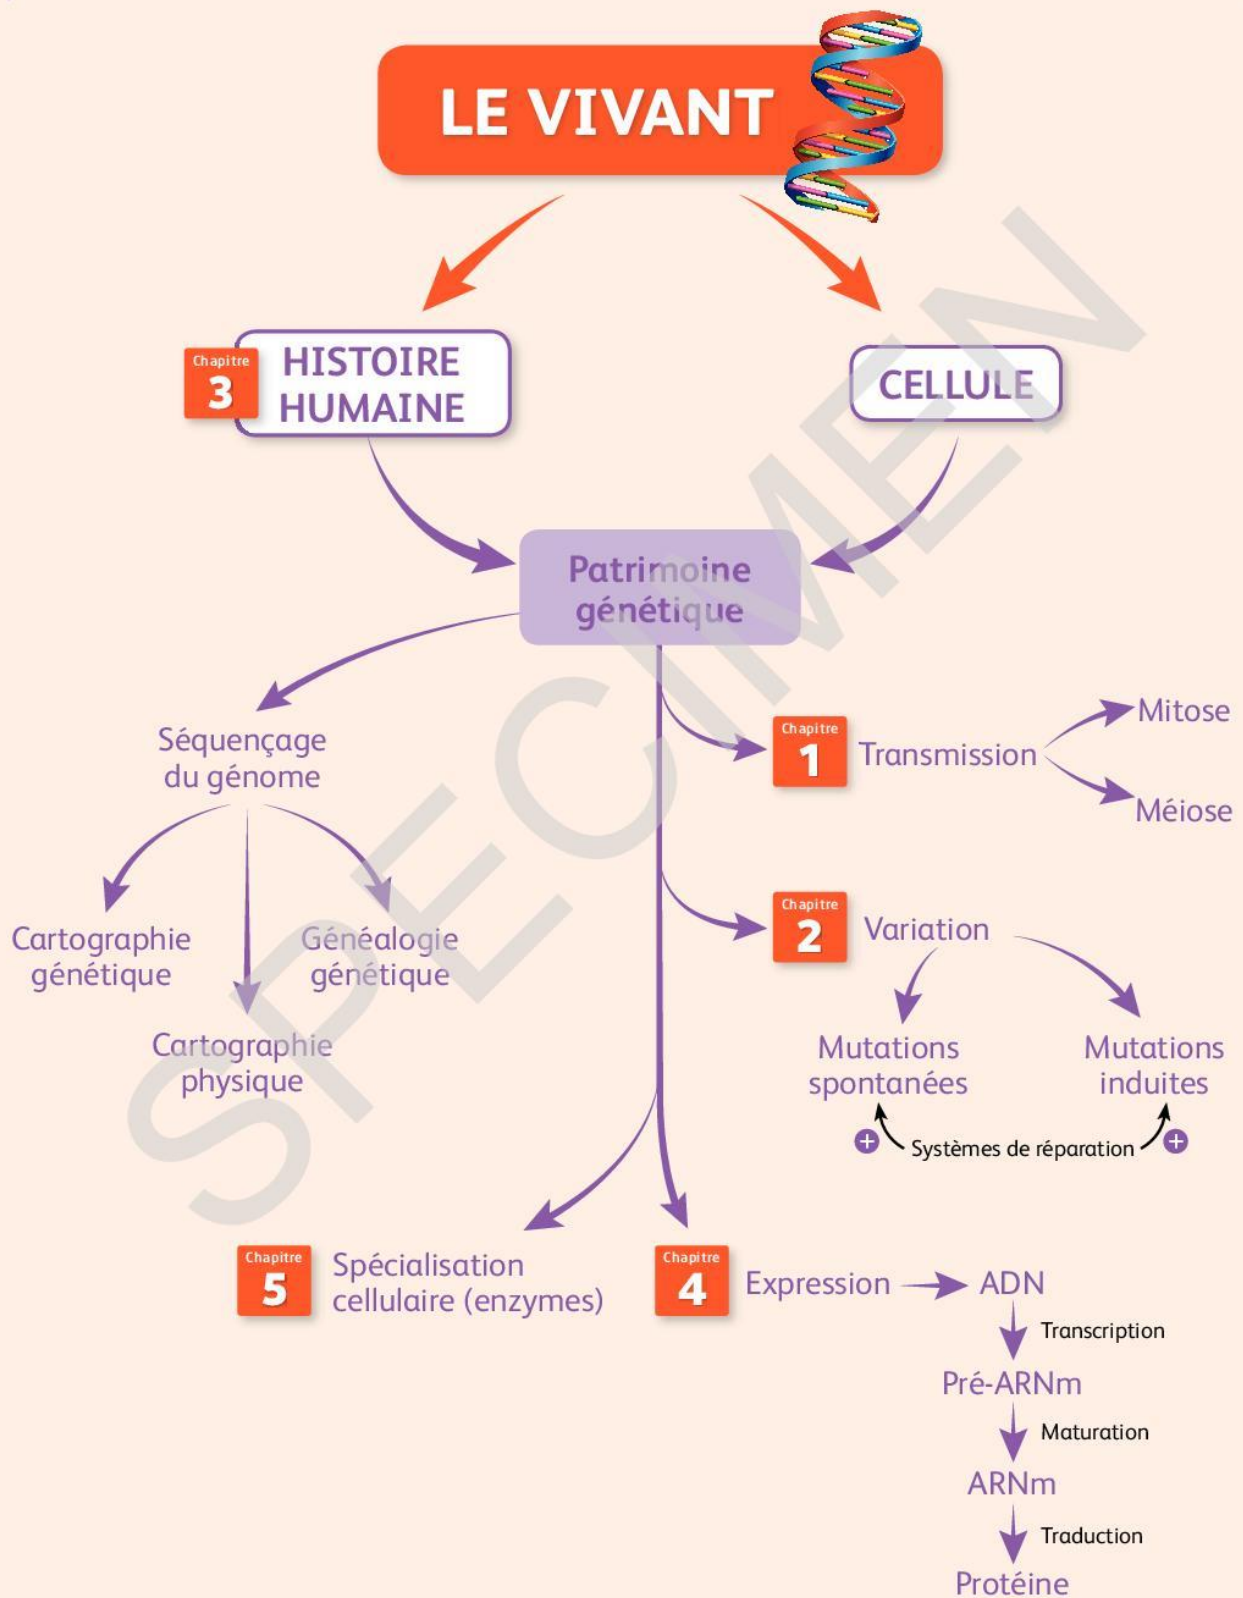 LE VIVANT
Chapitre
3
HISTOIRE
HUMAINE
CELLULE
Patrimoine
génétique
Séquençage
du génome
Cartographie
génétique
Généalogie
génétique
Cartographie
physique
Chapitre
1
Transmission
Mitose
Méiose
Chapitre
2
Variation
Mutations
spontanées
Mutations
induites
+ Systèmes de réparation +
Chapitre
5
Spécialisation
cellulaire (enzymes)
Chapitre
4
Expression
ADN
Transcription
Pré-ARNm
Maturation
ARNm
Traduction
Protéine
SPECIMEN